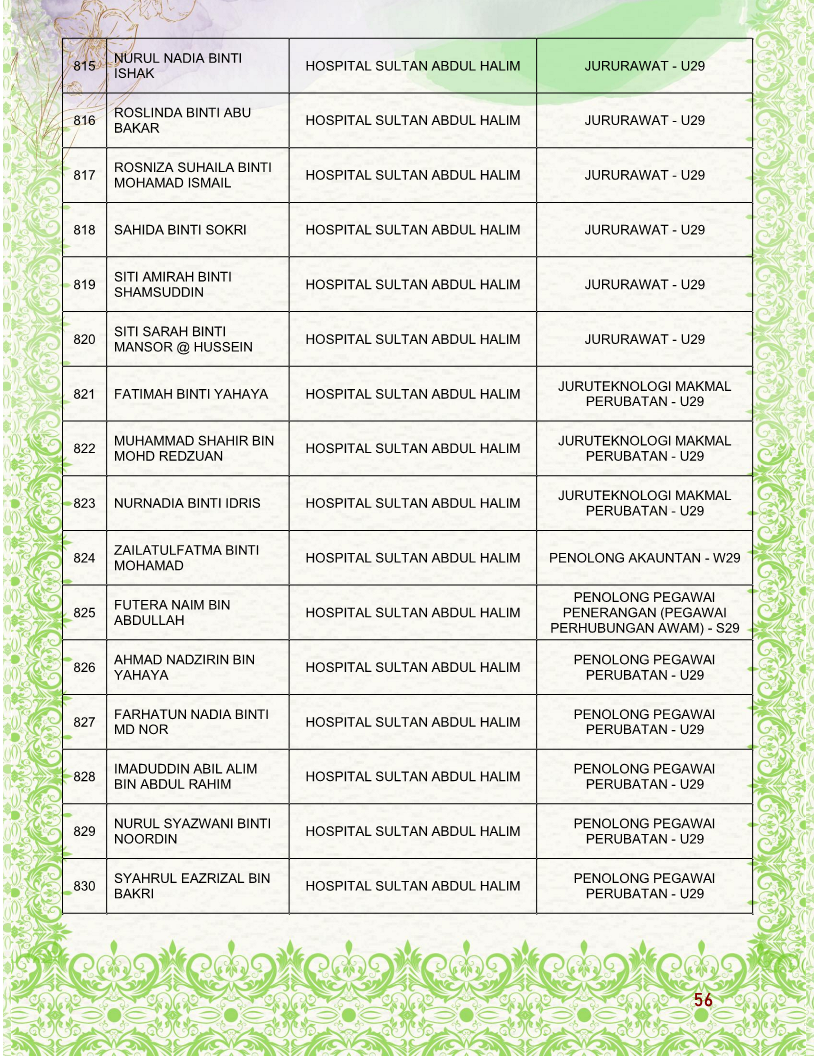 815 NURUL NADIA BINTI ISHAK HOSPITAL SULTAN ABDUL HALIM JURURAWAT - U29
816 ROSLINDA BINTI ABU BAKAR HOSPITAL SULTAN ABDUL HALIM JURURAWAT - U29
817 ROSNIZA SUHAILA BINTI MOHAMAD ISMAIL HOSPITAL SULTAN ABDUL HALIM JURURAWAT - U29
818 SAHIDA BINTI SOKRI HOSPITAL SULTAN ABDUL HALIM JURURAWAT - U29
819 SITI AMIRAH BINTI SHAMSUDDIN HOSPITAL SULTAN ABDUL HALIM JURURAWAT - U29
820 SITI SARAH BINTI MANSOR @ HUSSEIN HOSPITAL SULTAN ABDUL HALIM JURURAWAT - U29
821 FATIMAH BINTI YAHAYA HOSPITAL SULTAN ABDUL HALIM JURUTEKNOLOGI MAKMAL PERUBATAN - U29
822 MUHAMMAD SHAHIR BIN MOHD REDZUAN HOSPITAL SULTAN ABDUL HALIM JURUTEKNOLOGI MAKMAL PERUBATAN - U29
823 NURNADIA BINTI IDRIS HOSPITAL SULTAN ABDUL HALIM JURUTEKNOLOGI MAKMAL PERUBATAN - U29
824 ZAILATULFATMA BINTI MOHAMAD HOSPITAL SULTAN ABDUL HALIM PENOLONG AKAUNTAN - W29
825 FUTERA NAIM BIN ABDULLAH HOSPITAL SULTAN ABDUL HALIM PENOLONG PEGAWAI PENERANGAN (PEGAWAI PERHUBUNGAN AWAM) - S29
826 AHMAD NADZIRIN BIN YAHAYA HOSPITAL SULTAN ABDUL HALIM PENOLONG PEGAWAI PERUBATAN - U29
827 FARHATUN NADIA BINTI MD NOR HOSPITAL SULTAN ABDUL HALIM PENOLONG PEGAWAI PERUBATAN - U29
828 IMADUDDIN ABIL ALIM BIN ABDUL RAHIM HOSPITAL SULTAN ABDUL HALIM PENOLONG PEGAWAI PERUBATAN - U29
829 NURUL SYAZWANI BINTI NOORDIN HOSPITAL SULTAN ABDUL HALIM PENOLONG PEGAWAI PERUBATAN - U29
830 SYAHRUL EAZRIZAL BIN BAKRI HOSPITAL SULTAN ABDUL HALIM PENOLONG PEGAWAI PERUBATAN - U29
56